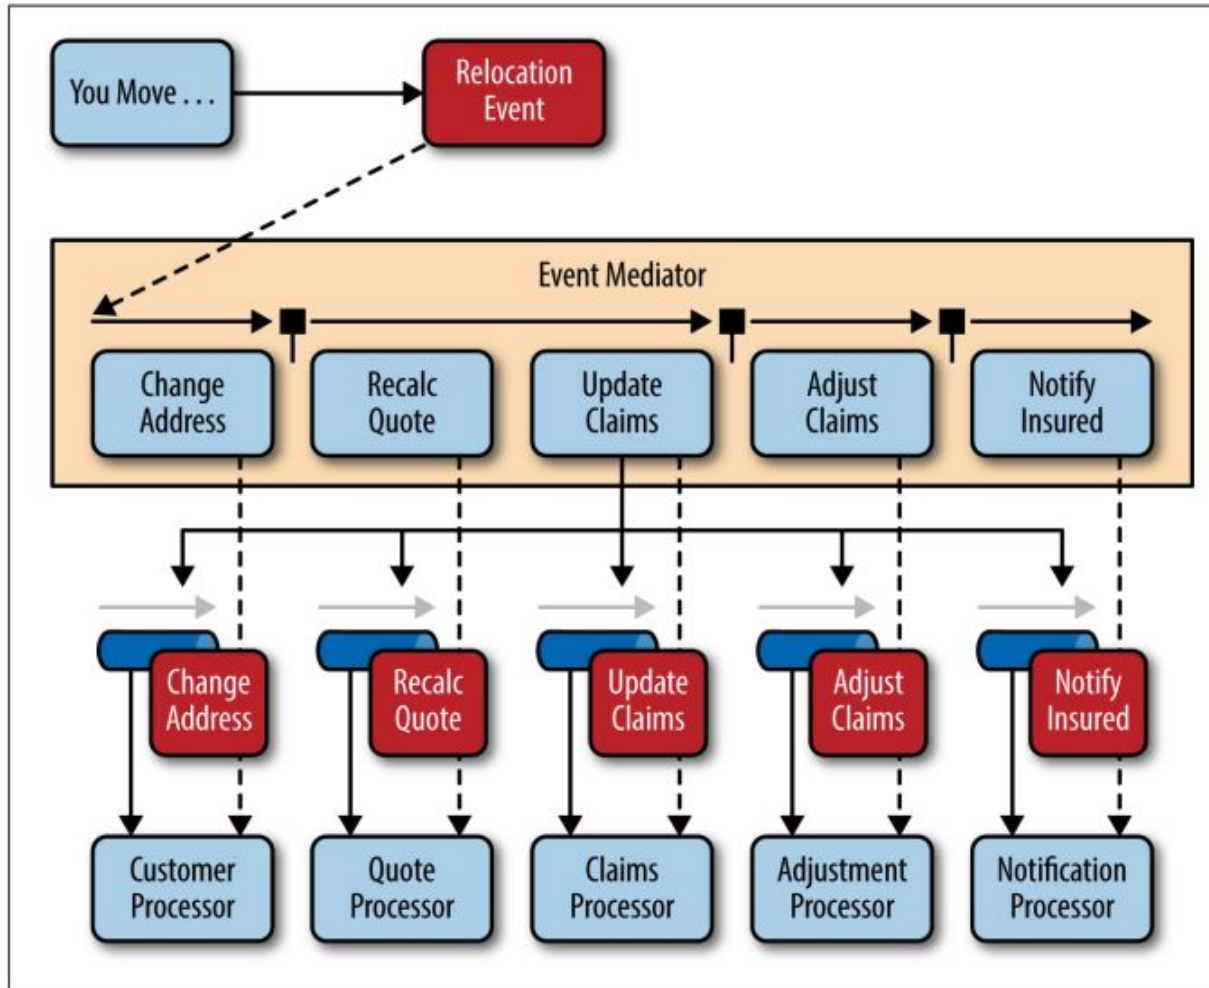 You Move . . .
Relocation
Event
Event Mediator
Change
Address
Recalc
Quote
Update
Claims
Adjust
Claims
Notify
Insured
Change
Address
Recalc
Quote
Update
Claims
Adjust
Claims
Notify
Insured
Customer
Processor
Quote
Processor
Claims
Processor
Adjustment
Processor
Notification
Processor